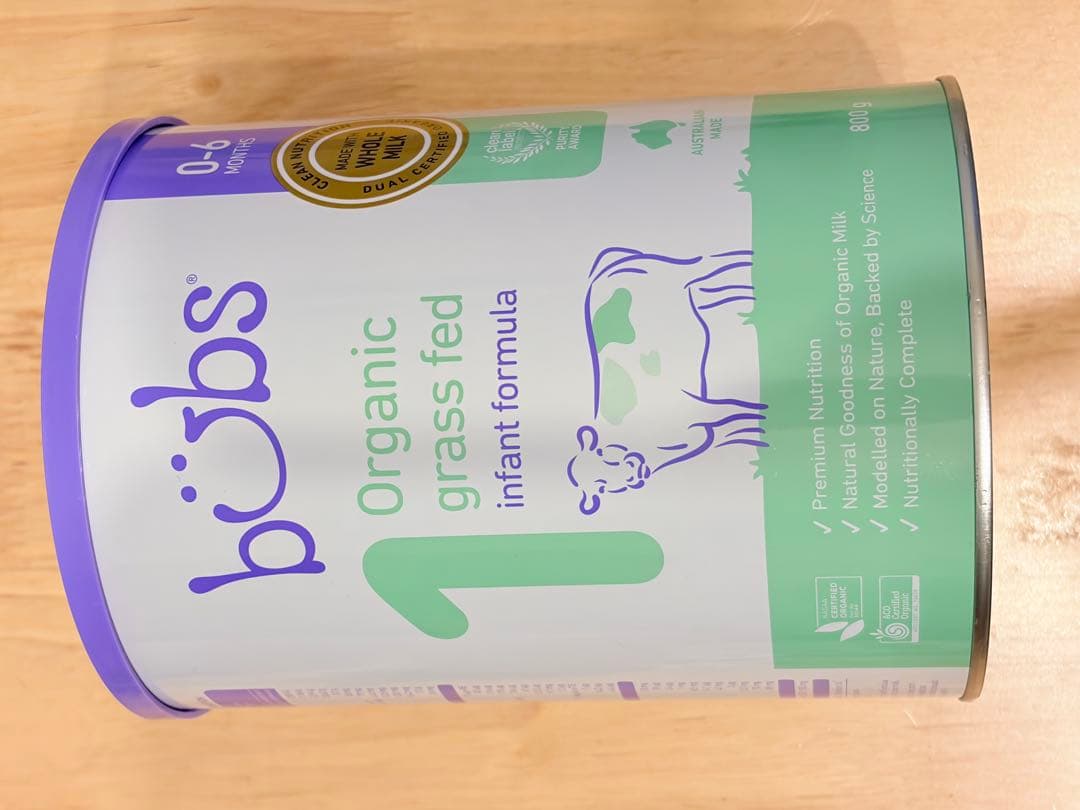 0-6
MONTHS
CLEAN NUTRITION
MADE WITH
WHOLE
MILK
DUAL CERTIFIED
clean
label
PURITY
AWARD
AUSTRALIAN
MADE
bübs®
1
Organic
grass fed
infant formula
✓ Premium Nutrition
✓ Natural Goodness of Organic Milk
✓ Modelled on Nature, Backed by Science
✓ Nutritionally Complete
CERTIFIED
ORGANIC
ACO
Certified
Organic
800g